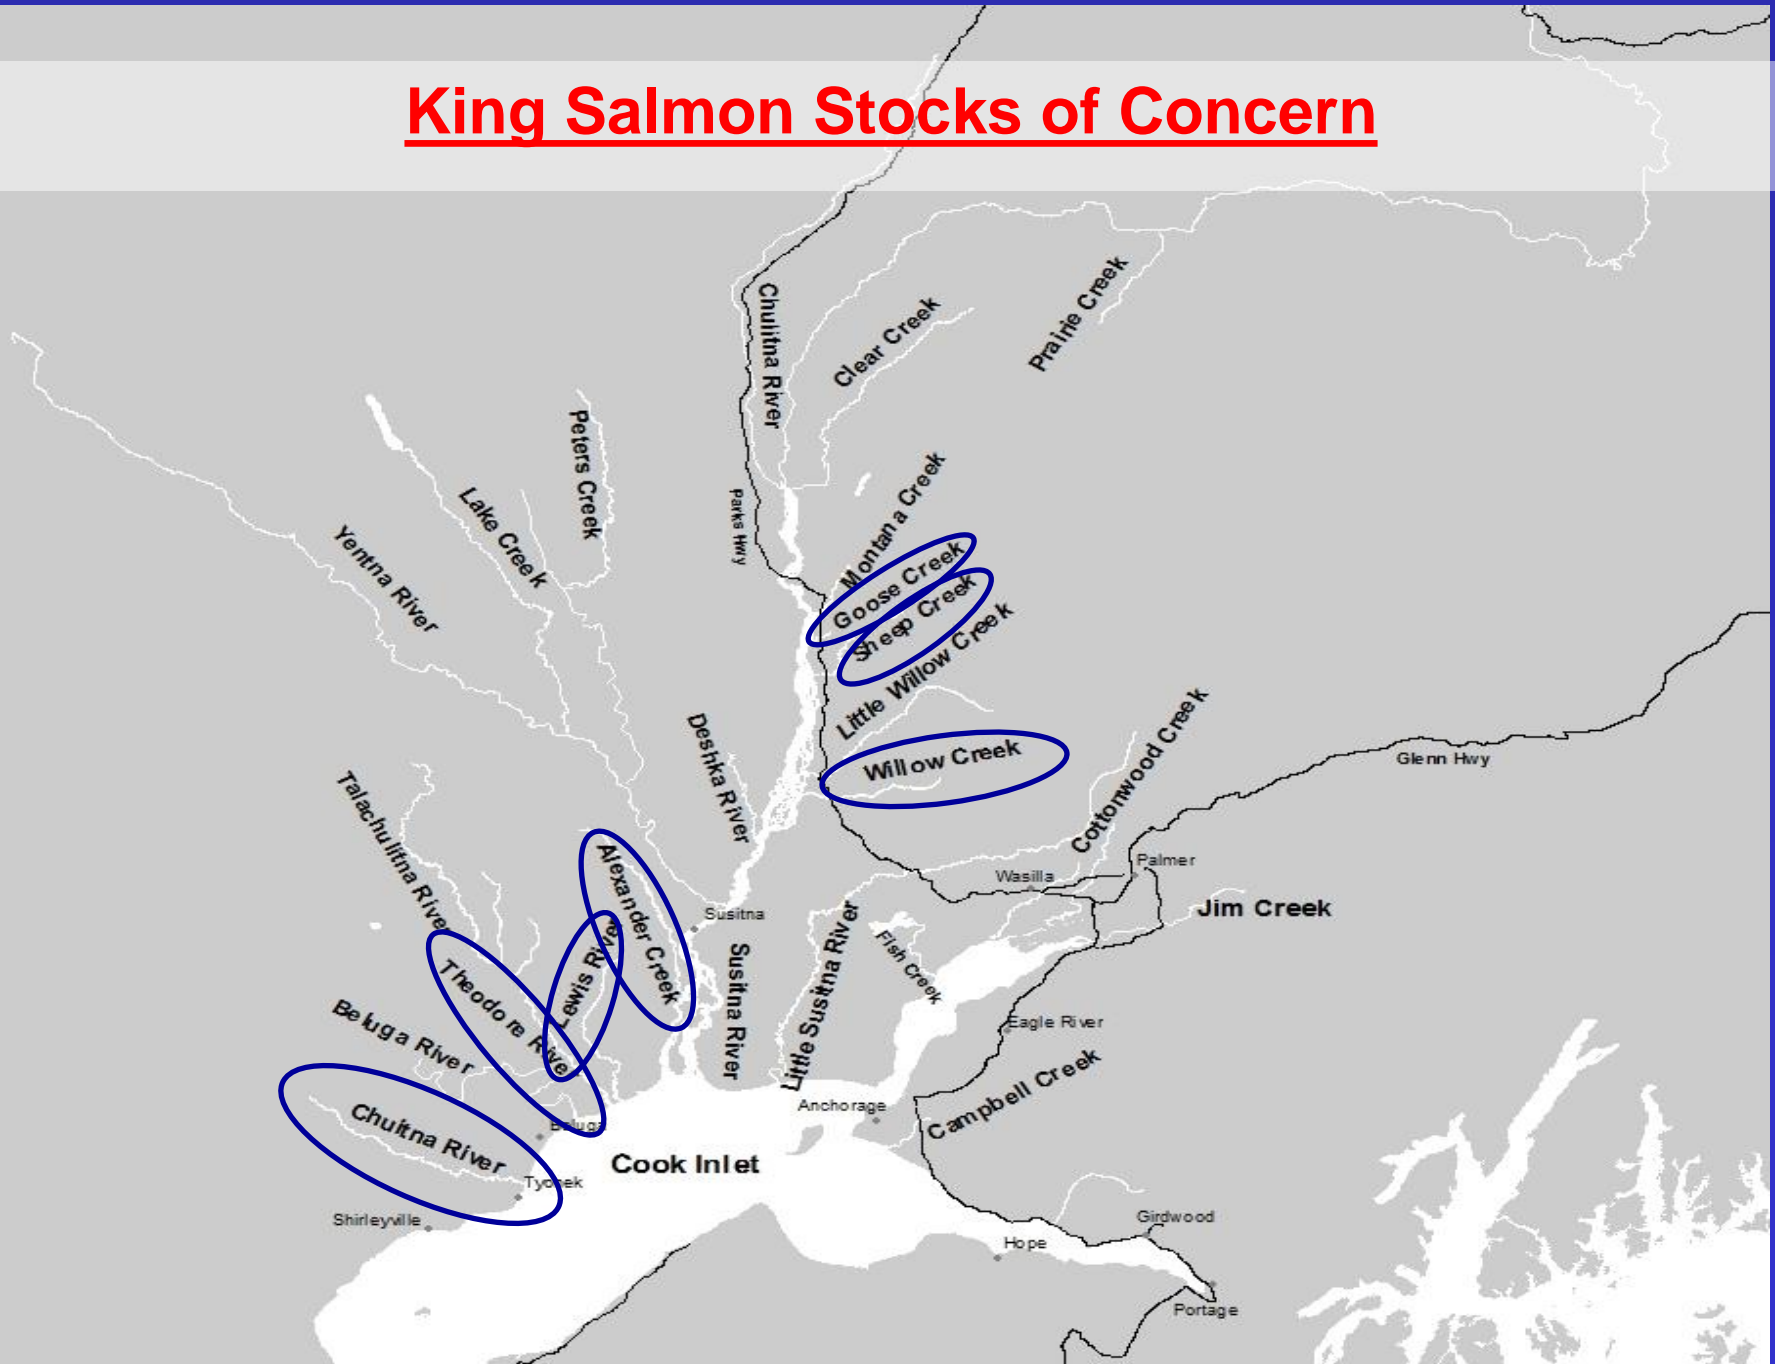 King Salmon Stocks of Concern
Chulitna River
Clear Creek
Prairie Creek
Peters Creek
Lake Creek
Yentna River
Parks Hwy
Montana Creek
Goose Creek
Sheep Creek
Little Willow Creek
Willow Creek
Deshka River
Cottonwood Creek
Glenn Hwy
Talachulitna River
Alexander Creek
Lewis River
Theodore River
Beluga River
Chuitna River
Susitna
Susitna River
Little Susitna River
Fish Creek
Wasilla
Palmer
Jim Creek
Eagle River
Campbell Creek
Anchorage
Beluga
Cook Inlet
Tyonek
Shirleyville
Girdwood
Hope
Portage